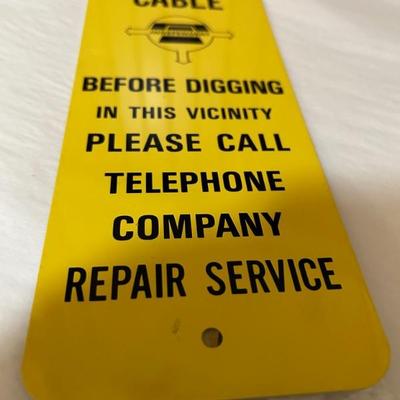 CABLE
BEFORE DIGGING
IN THIS VICINITY
PLEASE CALL
TELEPHONE
COMPANY
REPAIR SERVICE